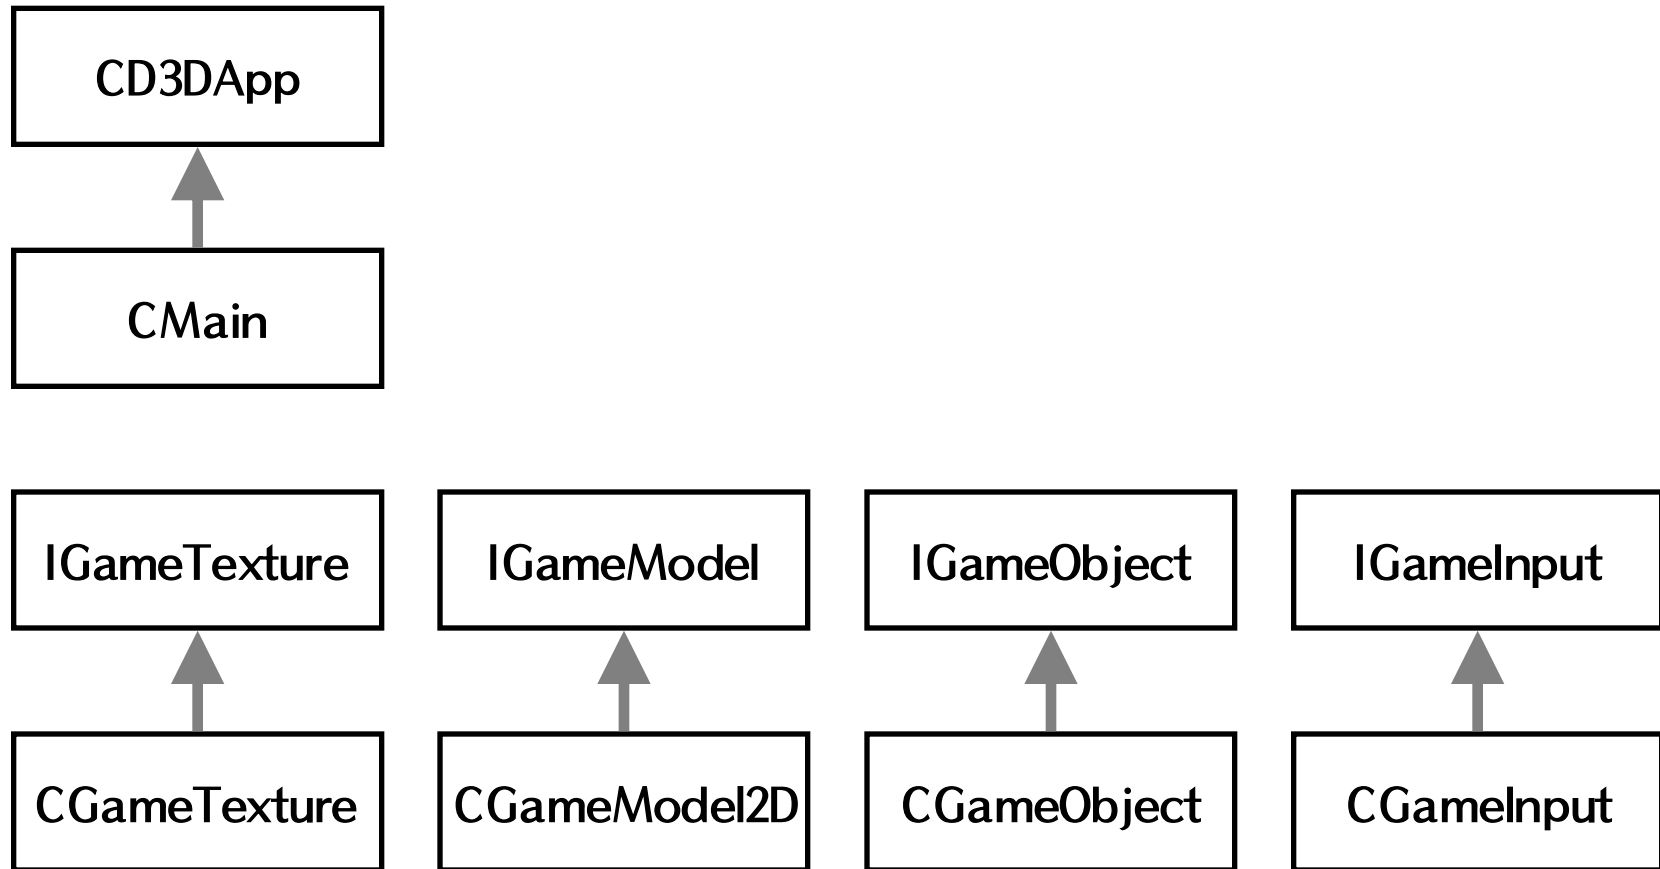 CD3DApp
CMain
IGameTexture
IGameModel
IGameObject
IGameInput
CGameTexture
CGameModel2D
CGameObject
CGameInput